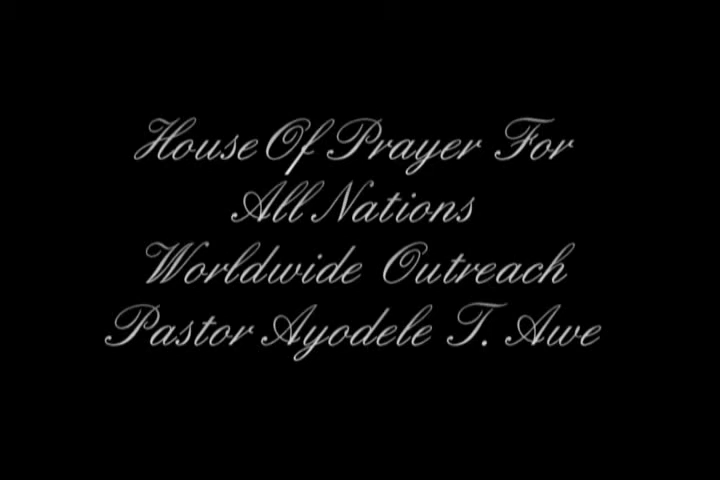 House Of Prayer For
All Nations
Worldwide Outreach
Pastor Ayodele T. Awe